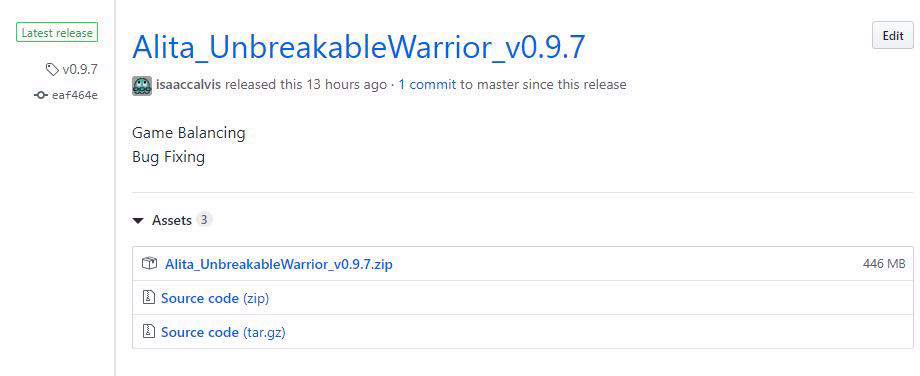 Latest release
v0.9.7
eaf464e
Alita_UnbreakableWarrior_v0.9.7
Edit
isaaccalvis released this 13 hours ago · 1 commit to master since this release
Game Balancing
Bug Fixing
Assets 3
Alita_UnbreakableWarrior_v0.9.7.zip 446 MB
Source code (zip)
Source code (tar.gz)